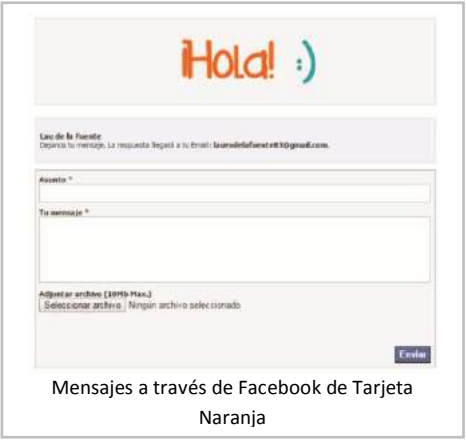 ¡Hola! :)
Lau de la Fuente
Dejanos tu mensaje. La respuesta llegará a tu Email: lauredelafuente83@gmail.com.
Asunto *
Tu mensaje *
Adjuntar archivo (10Mb Max.)
Seleccionar archivo Ningún archivo seleccionado
Enviar
Mensajes a través de Facebook de Tarjeta
Naranja